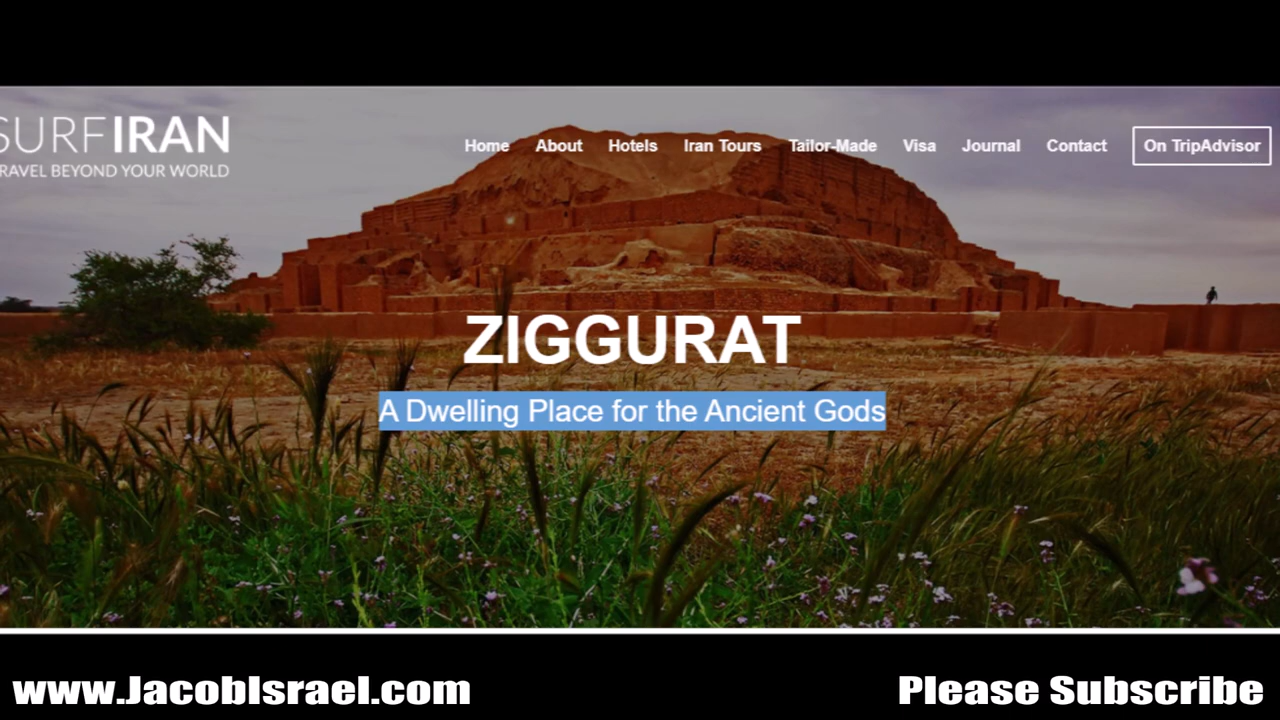 SURFIRAN
RAVEL BEYOND YOUR WORLD
Home About Hotels Iran Tours Tailor-Made Visa Journal Contact On TripAdvisor
ZIGGURAT
A Dwelling Place for the Ancient Gods
www.JacobIsrael.com Please Subscribe